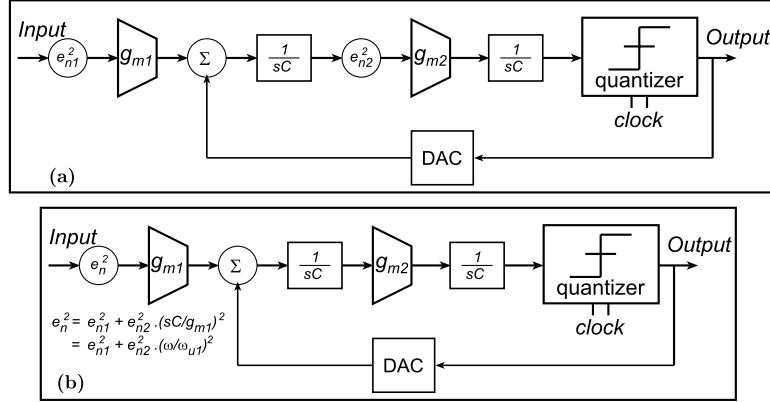 Input
Output
e²n1
gm1
Σ
1
sC
e²n2
gm2
1
sC
quantizer
clock
DAC
(a)
Input
Output
e²n
gm1
Σ
1
sC
gm2
1
sC
quantizer
clock
e²n = e²n1 + e²n2 .(sC/gm1)²
= e²n1 + e²n2 .(ω/ωu1)²
DAC
(b)